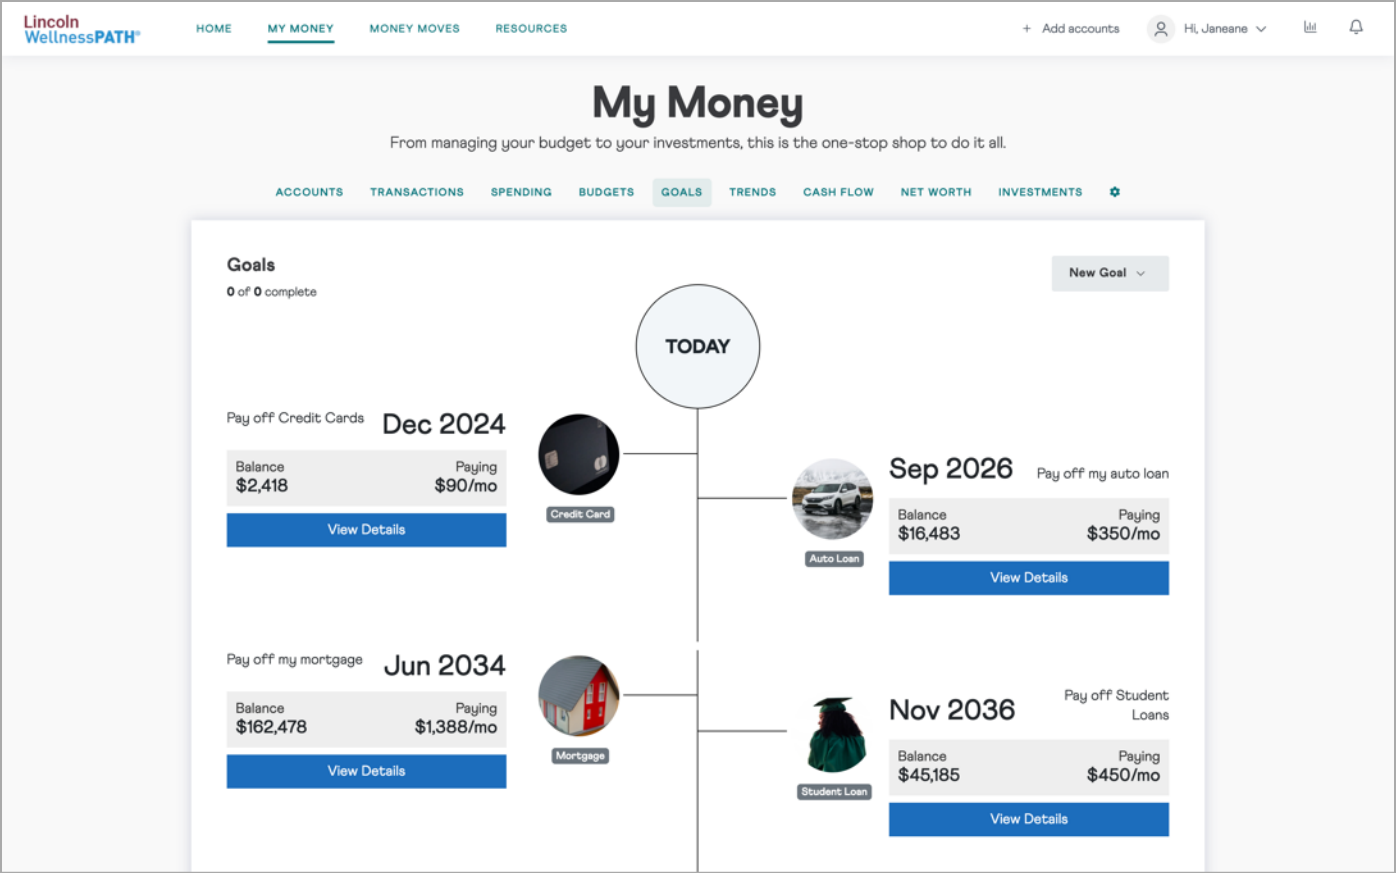 Lincoln
WellnessPATH®
HOME
MY MONEY
MONEY MOVES
RESOURCES
+ Add accounts
Hi, Janeane
My Money
From managing your budget to your investments, this is the one-stop shop to do it all.
ACCOUNTS
TRANSACTIONS
SPENDING
BUDGETS
GOALS
TRENDS
CASH FLOW
NET WORTH
INVESTMENTS
Goals
0 of 0 complete
New Goal
TODAY
Pay off Credit Cards
Dec 2024
Balance
Paying
$2,418
$90/mo
View Details
Credit Card
Sep 2026
Pay off my auto loan
Balance
Paying
$16,483
$350/mo
View Details
Auto Loan
Pay off my mortgage
Jun 2034
Balance
Paying
$162,478
$1,388/mo
View Details
Mortgage
Nov 2036
Pay off Student
Loans
Balance
Paying
$45,185
$450/mo
View Details
Student Loan